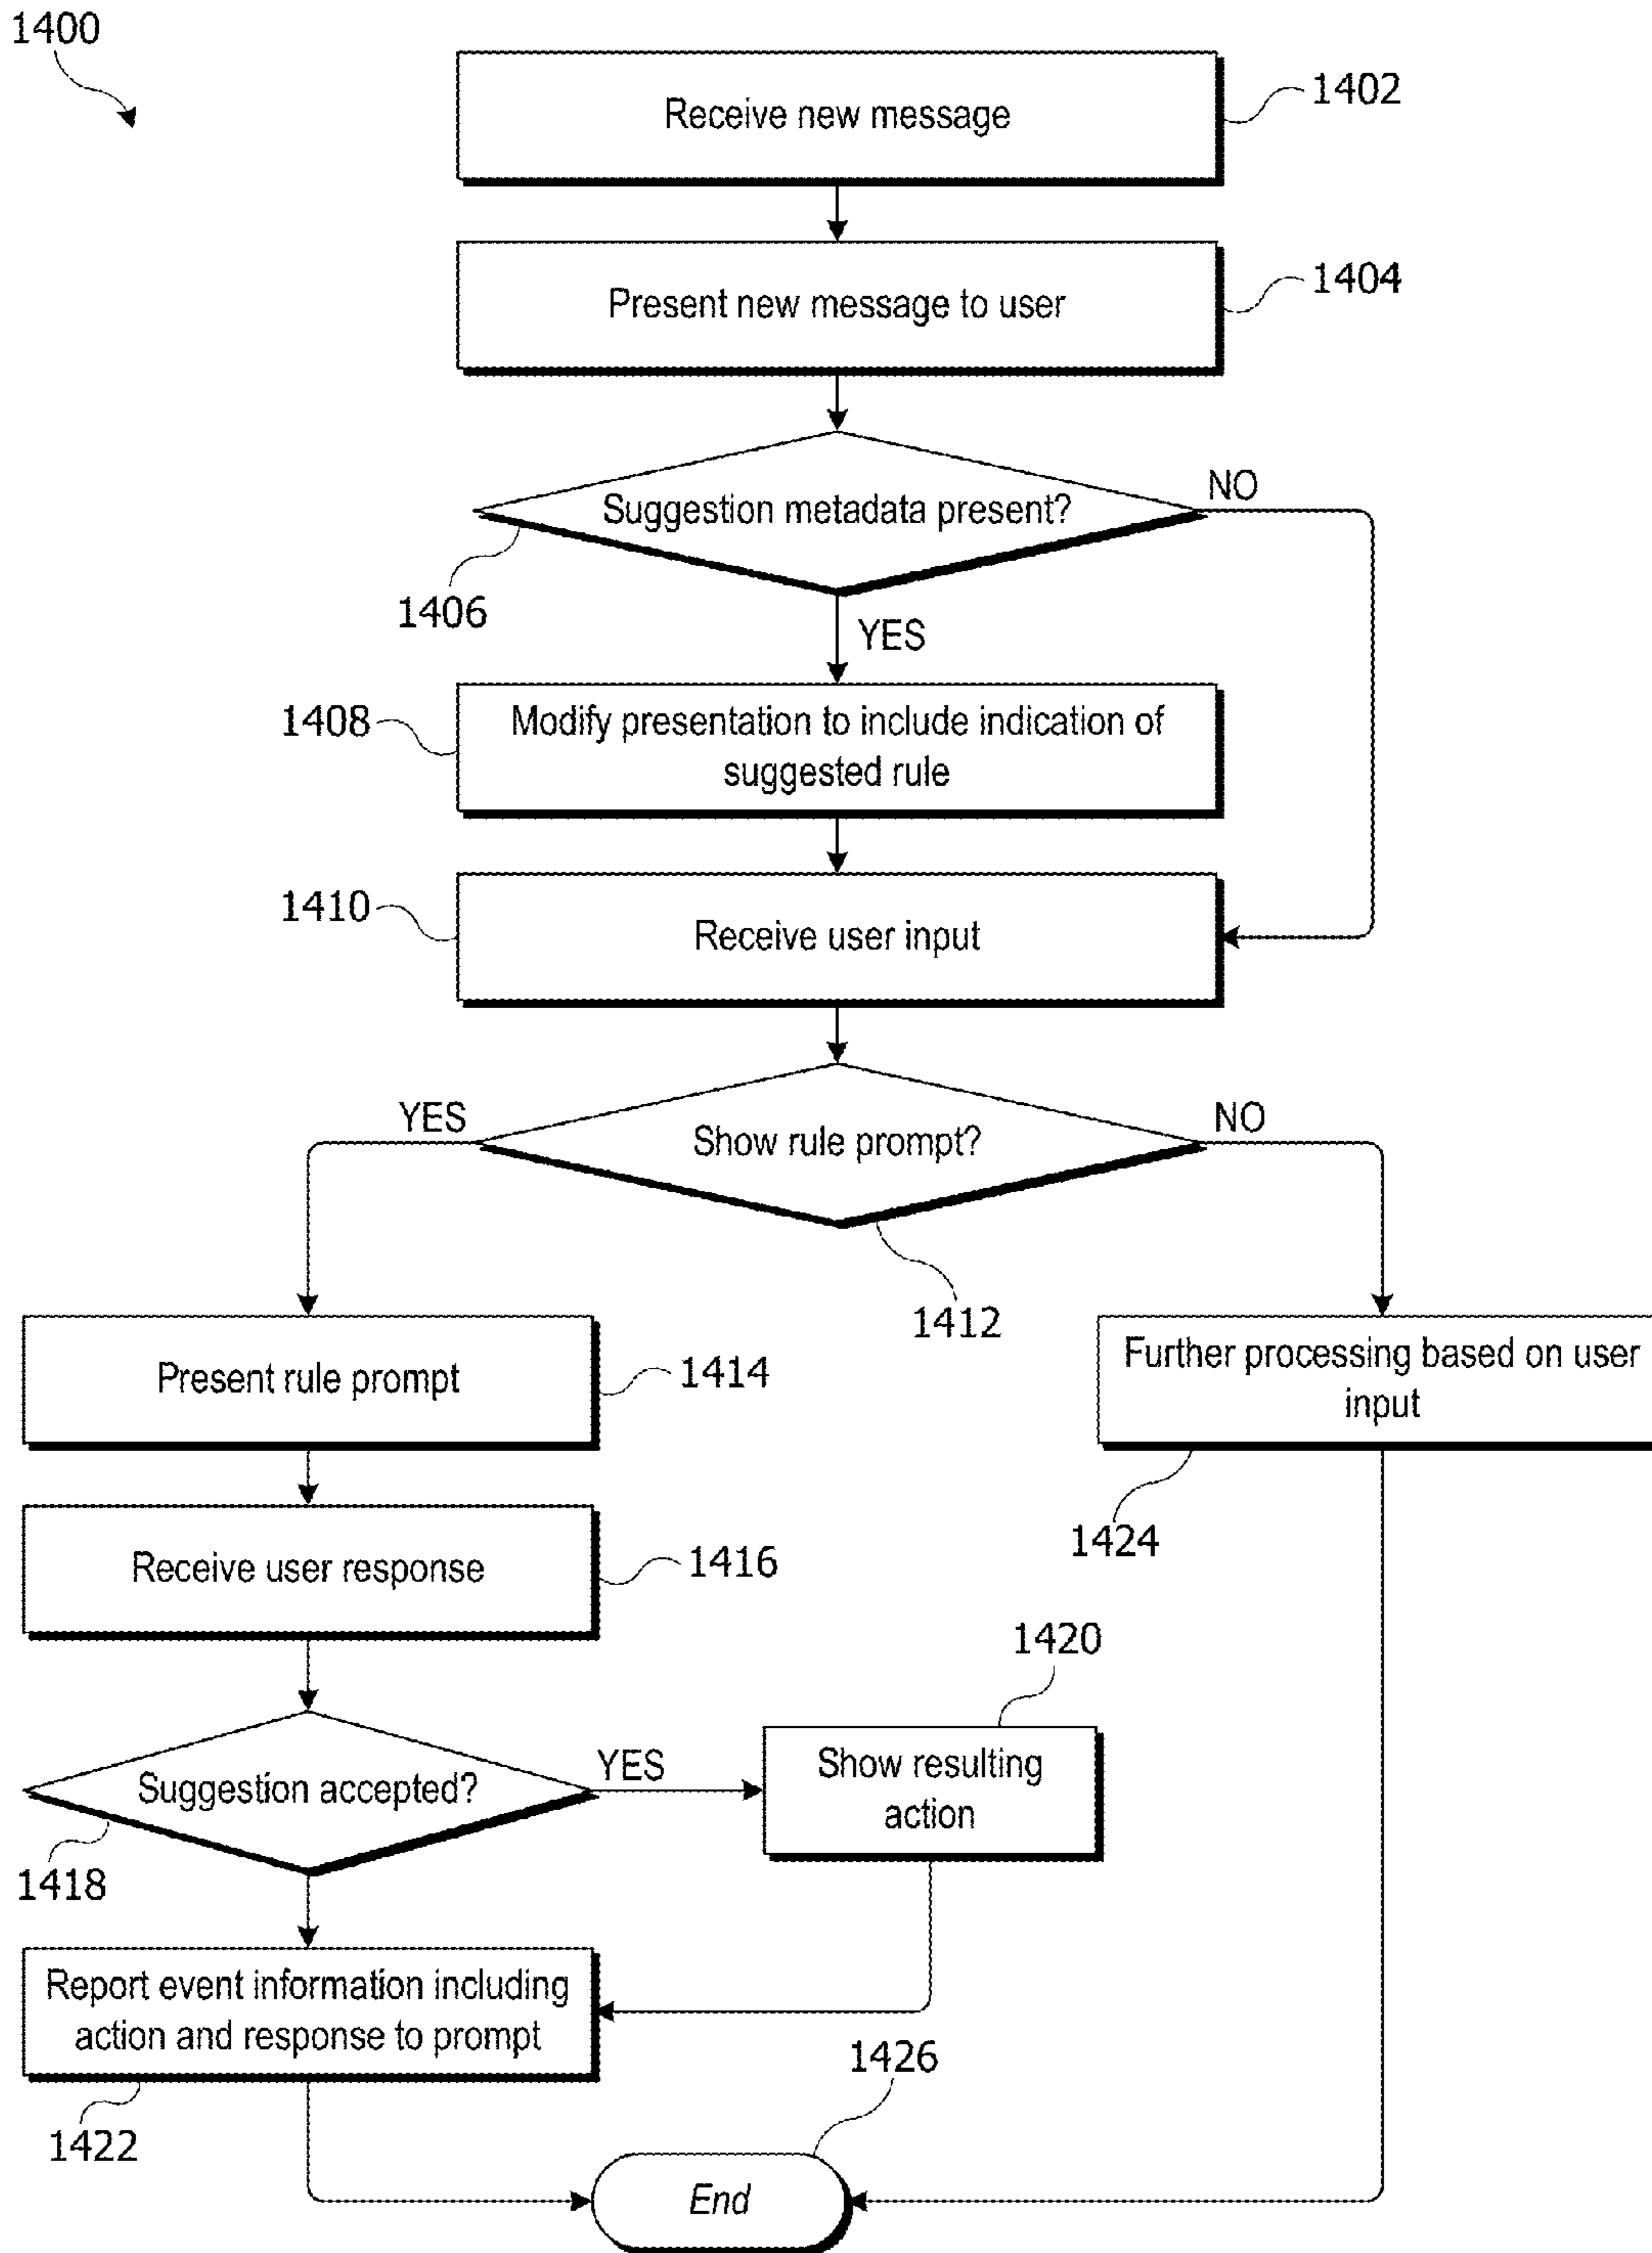 1400
Receive new message
1402
Present new message to user
1404
Suggestion metadata present?
NO
1406
YES
1408
Modify presentation to include indication of
suggested rule
1410
Receive user input
YES
Show rule prompt?
NO
1412
Present rule prompt
1414
Further processing based on user
input
1424
Receive user response
1416
1420
Suggestion accepted?
YES
Show resulting
action
1418
Report event information including
action and response to prompt
1422
1426
End